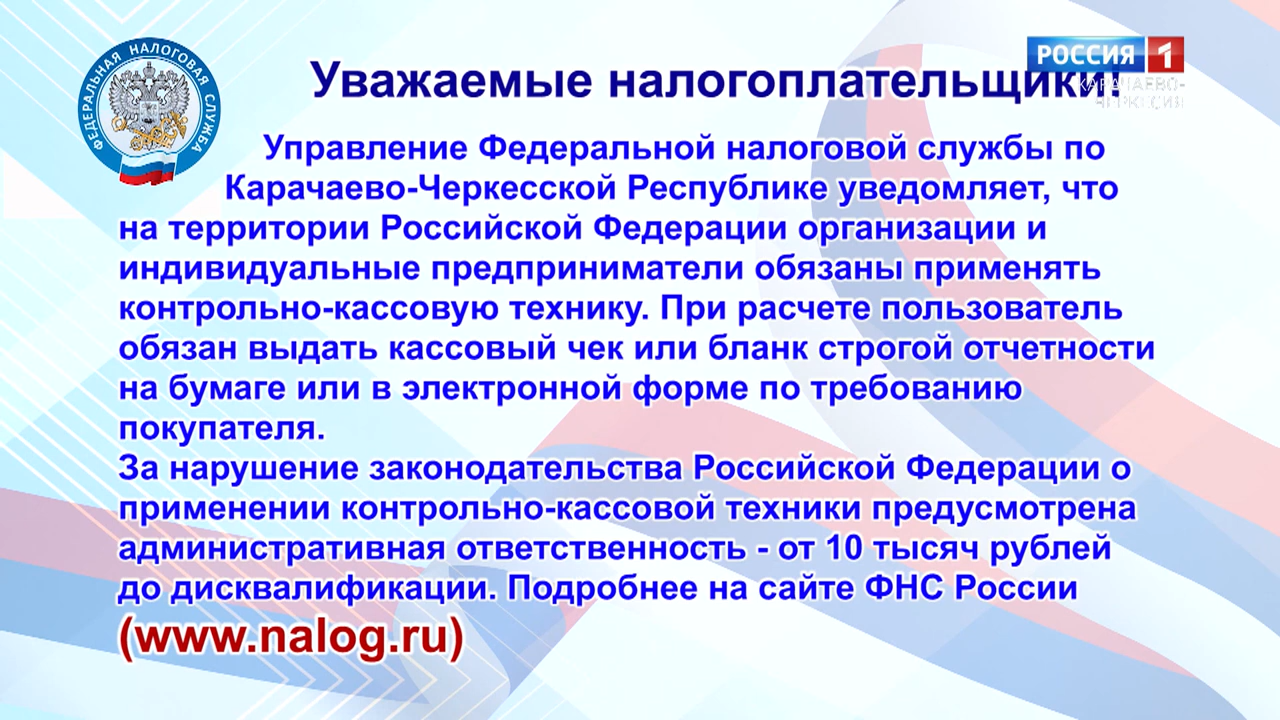 ФЕДЕРАЛЬНАЯ НАЛОГОВАЯ СЛУЖБА
РОССИЯ 1
КАРАЧАЕВО-
ЧЕРКЕССИЯ
Уважаемые налогоплательщики!
Управление Федеральной налоговой службы по
Карачаево-Черкесской Республике уведомляет, что
на территории Российской Федерации организации и
индивидуальные предприниматели обязаны применять
контрольно-кассовую технику. При расчете пользователь
обязан выдать кассовый чек или бланк строгой отчетности
на бумаге или в электронной форме по требованию
покупателя.
За нарушение законодательства Российской Федерации о
применении контрольно-кассовой техники предусмотрена
административная ответственность - от 10 тысяч рублей
до дисквалификации. Подробнее на сайте ФНС России
(www.nalog.ru)